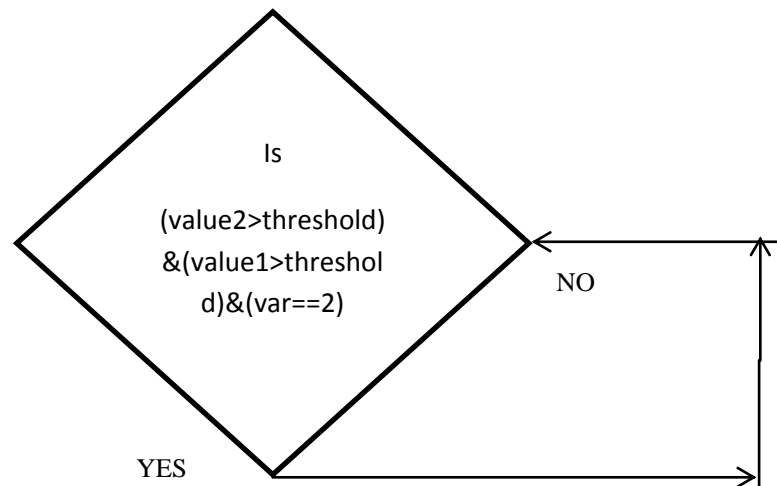 Is
(value2>threshold)
&(value1>threshol
d)&(var==2)
NO
YES